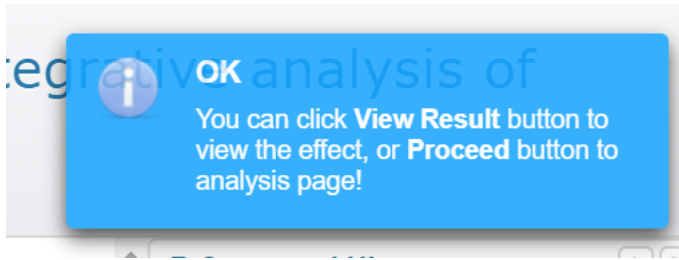 OK
tegrative analysis of
You can click View Result button to
view the effect, or Proceed button to
analysis page!